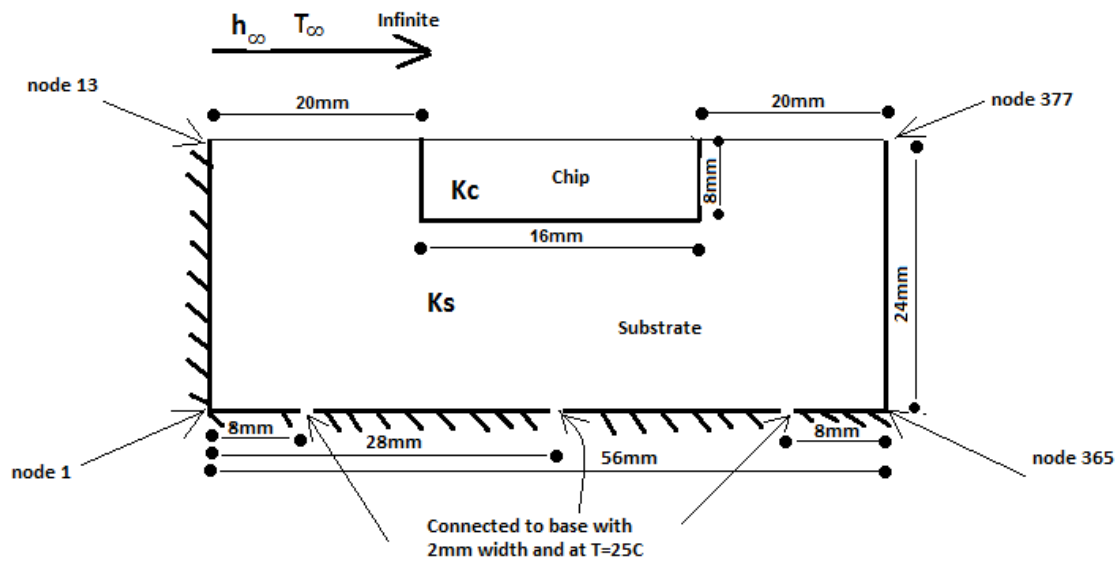 h∞ T∞ Infinite
node 13
20mm
20mm
node 377
Kc
Chip
8mm
16mm
Ks
Substrate
24mm
8mm
28mm
8mm
56mm
node 1
node 365
Connected to base with
2mm width and at T=25C